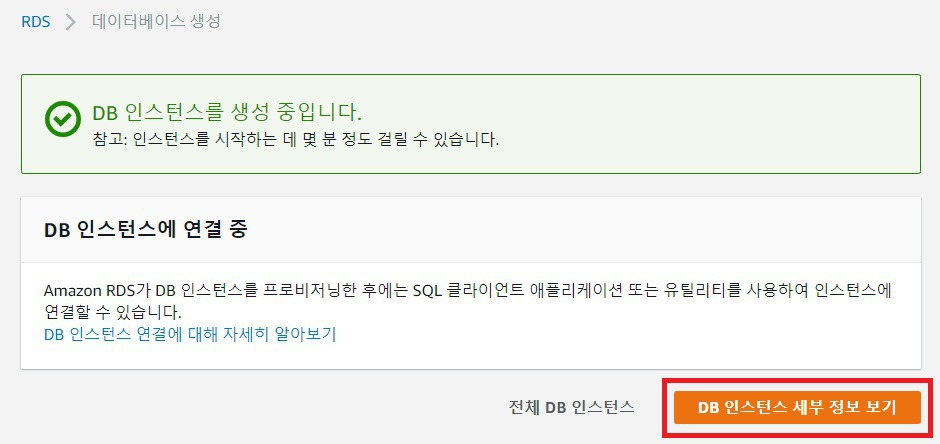 RDS > 데이터베이스 생성
DB 인스턴스를 생성 중입니다.
참고: 인스턴스를 시작하는 데 몇 분 정도 걸릴 수 있습니다.
DB 인스턴스에 연결 중
Amazon RDS가 DB 인스턴스를 프로비저닝한 후에는 SQL 클라이언트 애플리케이션 또는 유틸리티를 사용하여 인스턴스에
연결할 수 있습니다.
DB 인스턴스 연결에 대해 자세히 알아보기
전체 DB 인스턴스
DB 인스턴스 세부 정보 보기